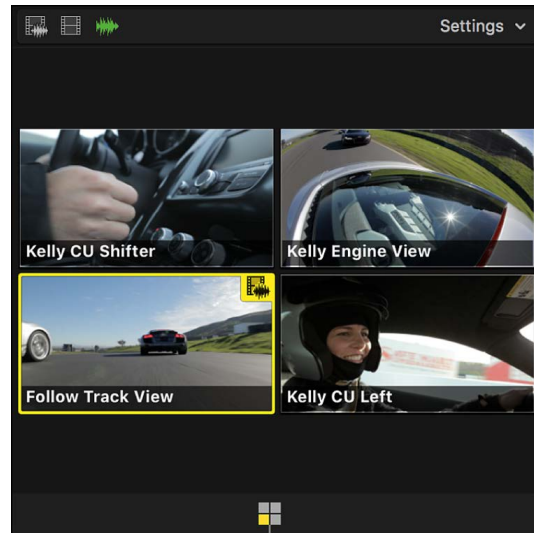 Settings
Kelly CU Shifter
Kelly Engine View
Follow Track View
Kelly CU Left